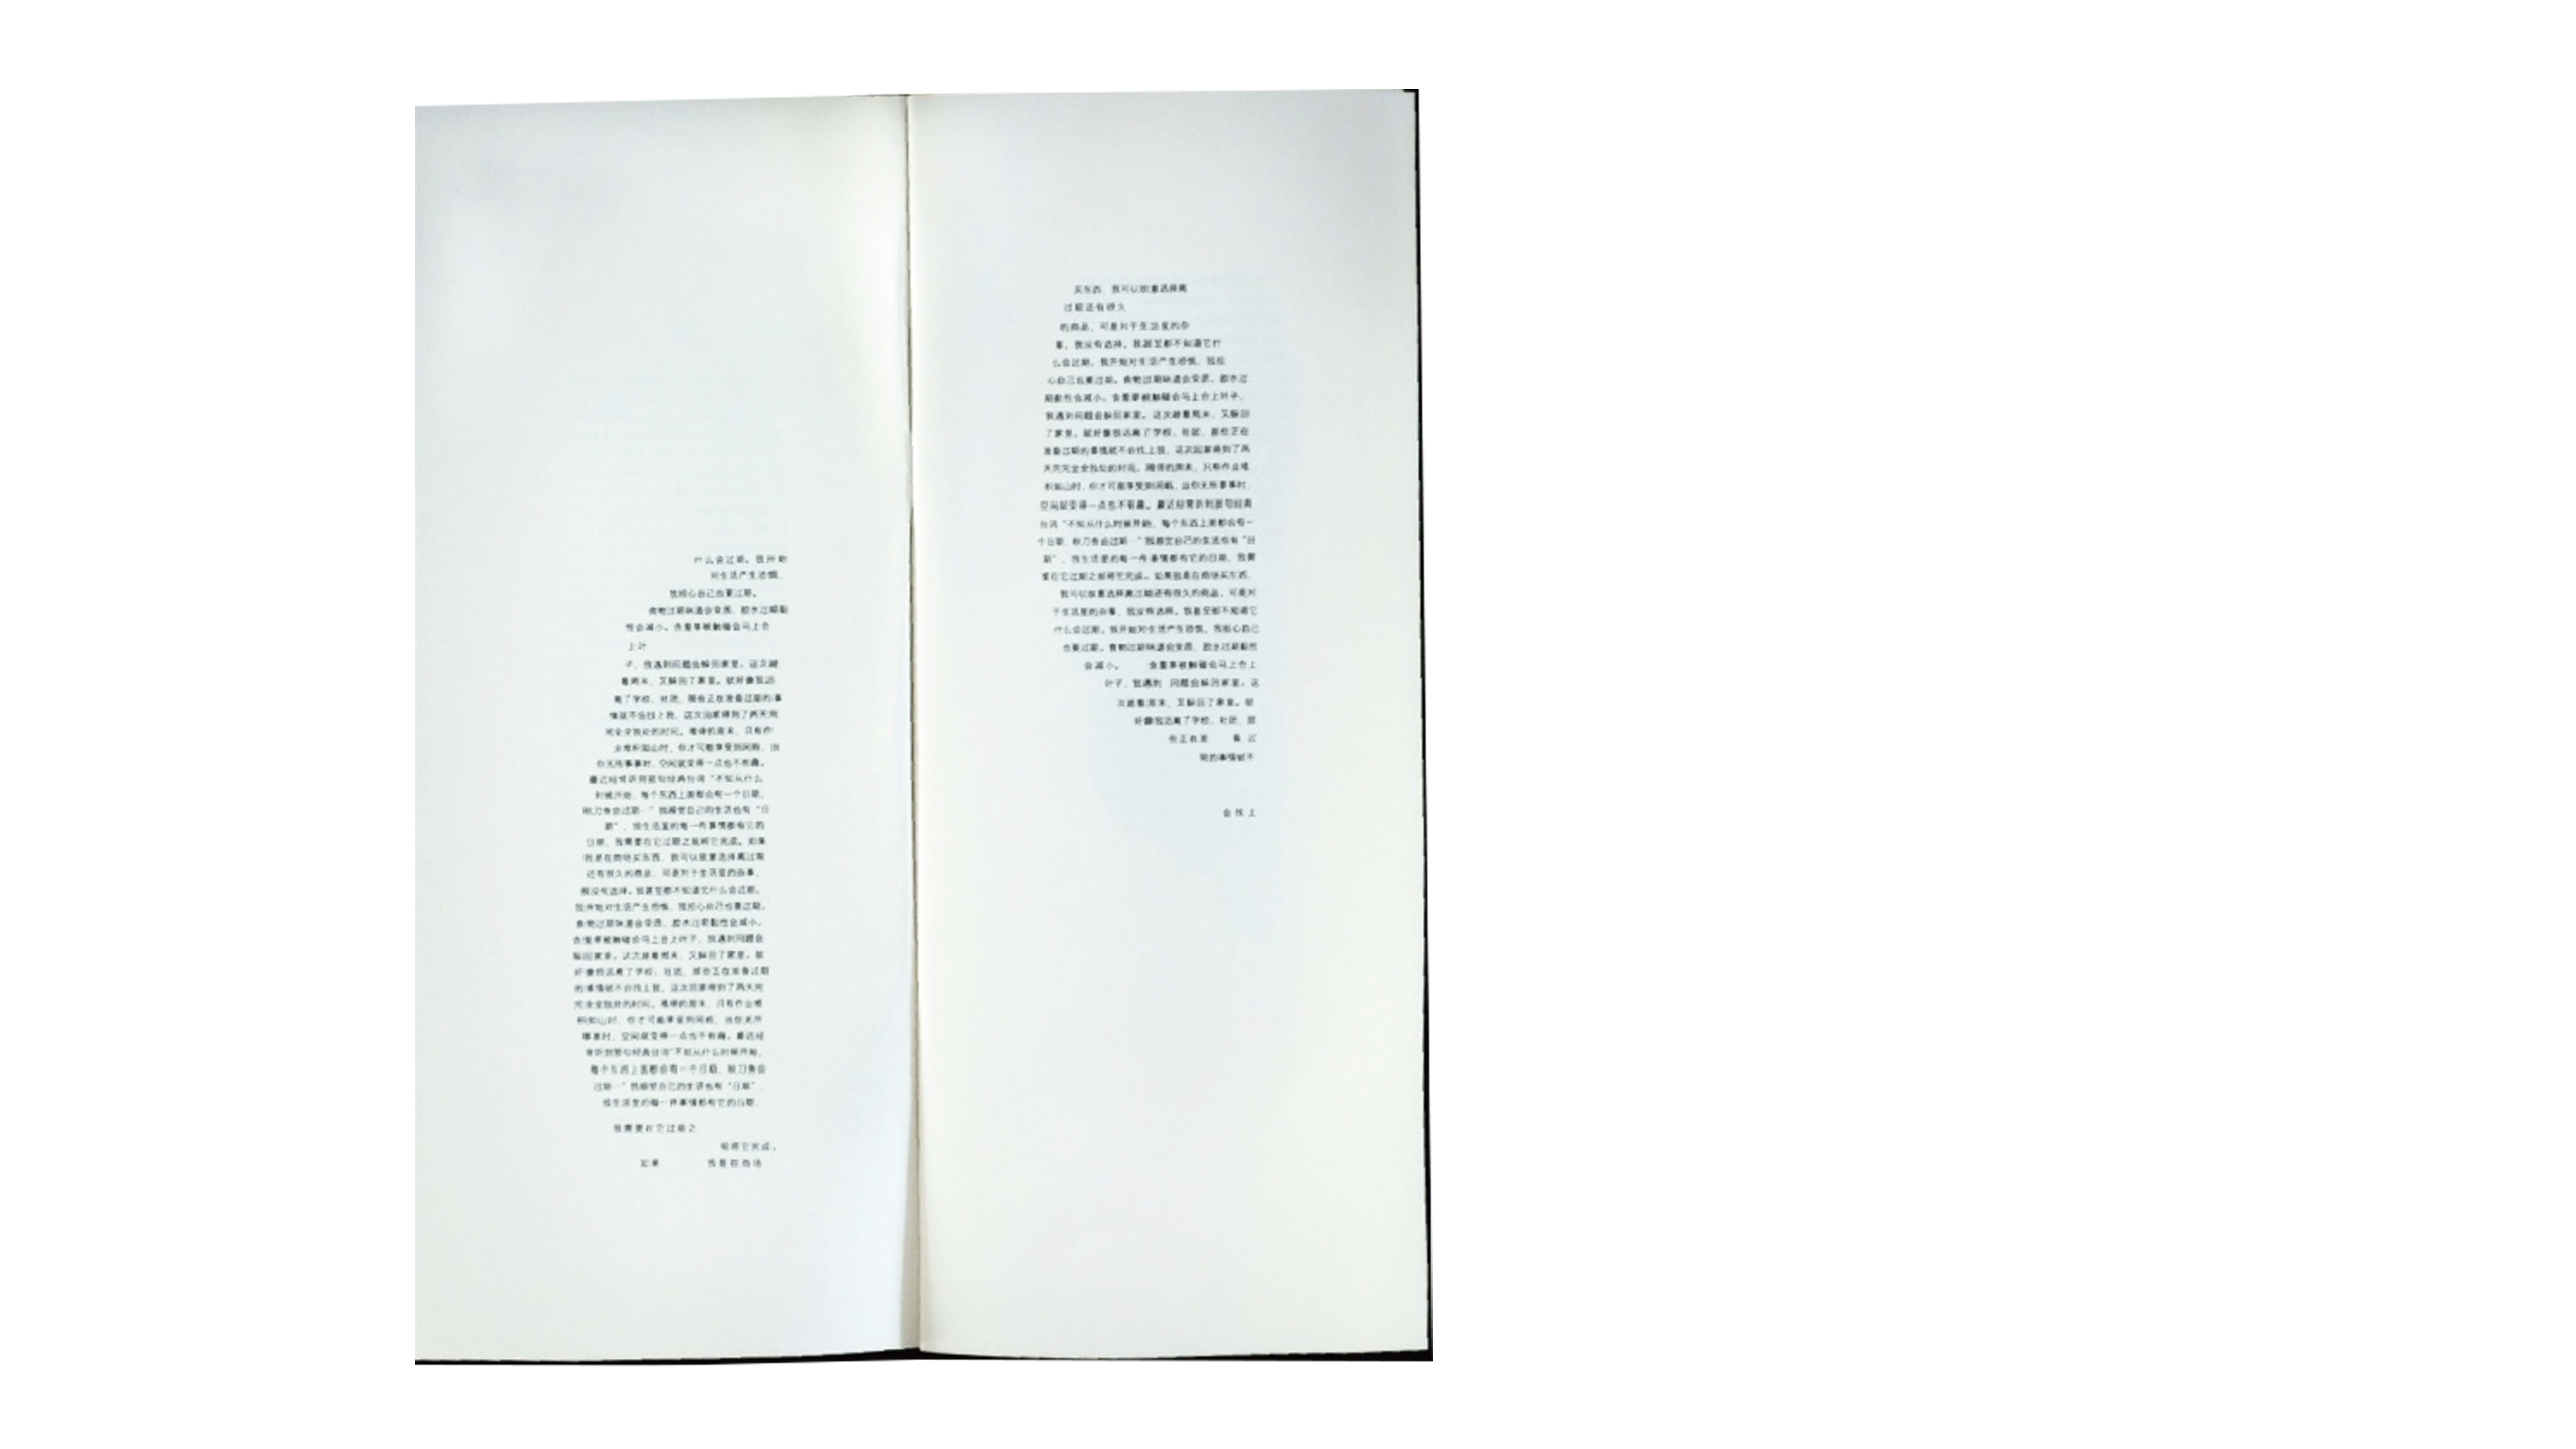 什么会过期。我开始
对生活产生恐惧，
我担心自己也要过期。
食物过期味道会变质，胶水过期黏
性会减小。含羞草被触碰会马上合
上叶
子，我遇到问题会躲回家里。这次趁
着周末，又躲回了家里。就好像我远
离了学校、社团，那些正在准备过期的事
情就不会找上我，这次回家得到了两天完
完全全独处的时间。难得的周末，只有作
业堆积如山时，你才可能享受到闲暇，当
你无所事事时，空闲就变得一点也不有趣。
最近经常听到那句经典台词“不知从什么
时候开始，每个东西上面都会有一个日期，
秋刀鱼会过期…”我感觉自己的生活也有“日
期”，我生活里的每一件事情都有它的
日期，我需要在它过期之前将它完成。如果
我是在商场买东西，我可以故意选择离过期
还有很久的商品，可是对于生活里的杂事，
我没有选择。我甚至都不知道它什么会过期。
我开始对生活产生恐惧，我担心自己也要过期。
食物过期味道会变质，胶水过期黏性会减小。
含羞草被触碰会马上合上叶子，我遇到问题会
躲回家里。这次趁着周末，又躲回了家里。就
好像我远离了学校、社团，那些正在准备过期
的事情就不会找上我，这次回家得到了两天完
完全全独处的时间。难得的周末，只有作业堆
积如山时，你才可能享受到闲暇，当你无所
事事时，空闲就变得一点也不有趣。最近经
常听到那句经典台词“不知从什么时候开始，
每个东西上面都会有一个日期，秋刀鱼会
过期…”我感觉自己的生活也有“日期”，
我生活里的每一件事情都有它的日期，
我需要在它过期之
前将它完成。
如果 我是在商场
买东西，我可以故意选择离
过期还有很久
的商品，可是对于生活里的杂
事，我没有选择。我甚至都不知道它什
么会过期。我开始对生活产生恐惧，我担
心自己也要过期。食物过期味道会变质，胶水过
期黏性会减小。含羞草被触碰会马上合上叶子，
我遇到问题会躲回家里。这次趁着周末，又躲回
了家里。就好像我远离了学校、社团，那些正在
准备过期的事情就不会找上我，这次回家得到了两
天完完全全独处的时间。难得的周末，只有作业堆
积如山时，你才可能享受到闲暇，当你无所事事时，
空闲就变得一点也不有趣。最近经常听到那句经典
台词“不知从什么时候开始，每个东西上面都会有一
个日期，秋刀鱼会过期…”我感觉自己的生活也有“日
期”，我生活里的每一件事情都有它的日期，我需
要在它过期之前将它完成。如果我是在商场买东西，
我可以故意选择离过期还有很久的商品，可是对
于生活里的杂事，我没有选择。我甚至都不知道它
什么会过期。我开始对生活产生恐惧，我担心自己
也要过期。食物过期味道会变质，胶水过期黏性
会减小。 含羞草被触碰会马上合上
叶子，我遇到 问题会躲回家里。这
次趁着周末，又躲回了家里。就
好像我远离了学校、社团，那
些正在准 备过
期的事情就不
会找上